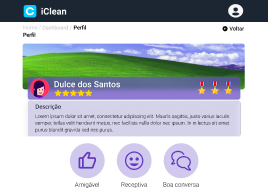 iClean
Home / Dashboard / Perfil
Perfil
Voltar
Dulce dos Santos
Descrição
Lorem ipsum dolor sit amet, consectetur adipiscing elit. Mauris sagittis, justo varius iaculis
semper, tellus velit hendrerit metus, nec facilisis nulla dolor nec ipsum. In in lectus sit amet
purus blandit gravida sed nec purus.
Amigável
Receptiva
Boa conversa